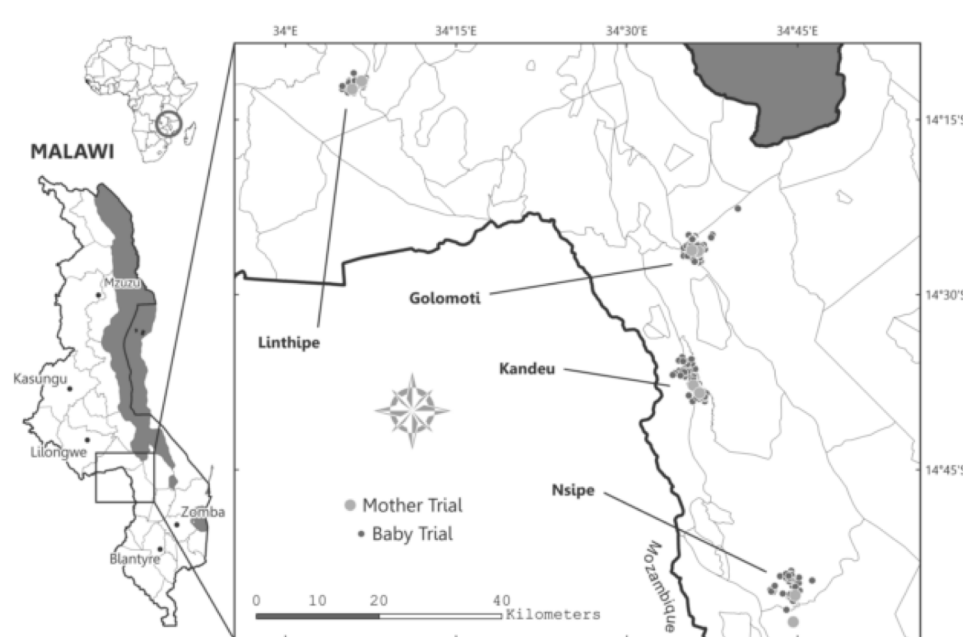 34°E 34°15'E 34°30'E 34°45'E
14°15'S
MALAWI
Mzuzu
14°30'S
Golomoti
Linthipe
Kandeu
Kasungu
Lilongwe
14°45'S
Nsipe
Mother Trial
Zomba
Baby Trial
Blantyre
Mozambique
0 10 20 40
Kilometers